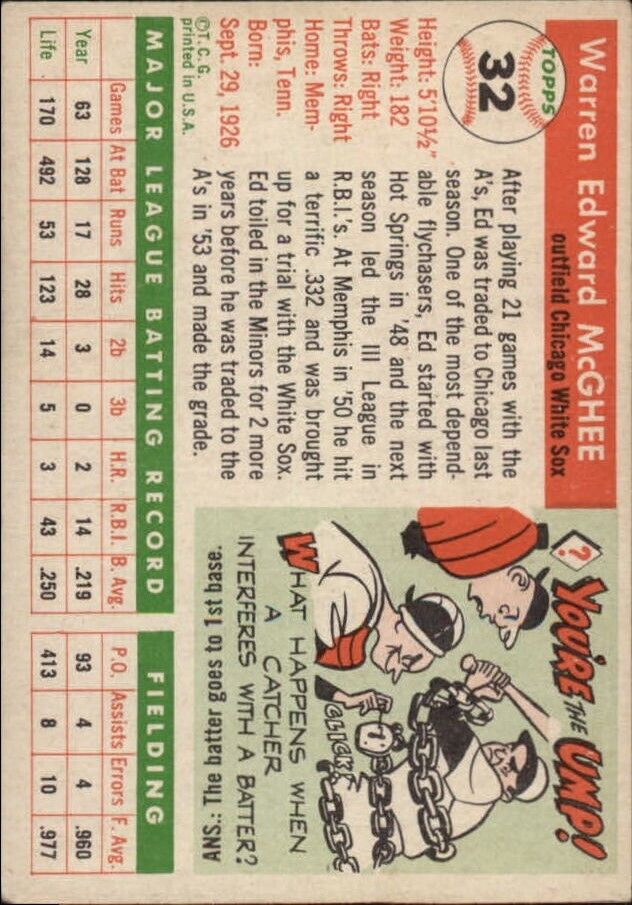 TOPPS
32
Warren Edward McGHEE
outfield Chicago White Sox
Height: 5'10½"
Weight: 182
Bats: Right
Throws: Right
Home: Mem-
phis, Tenn.
Born:
Sept. 29, 1926
©T.C.G.
printed in U.S.A.
After playing 21 games with the
A's, Ed was traded to Chicago last
season. One of the most depend-
able flychasers, Ed started with
Hot Springs in '48 and the next
season led the III League in
R.B.I.'s. At Memphis in '50 he hit
a terrific .332 and was brought
up for a trial with the White Sox.
Ed toiled in the Minors for 2 more
years before he was traded to the
A's in '53 and made the grade.
? YOU'RE THE UMP!
CLICK!
WHAT HAPPENS WHEN
A CATCHER
INTERFERES WITH A BATTER?
ANS.: The batter goes to 1st base.
MAJOR LEAGUE BATTING RECORD FIELDING
Year Games At Bat Runs Hits 2b 3b H.R. R.B.I. B. Avg. P.O. Assists Errors F. Avg.
Year 63 128 17 28 3 0 2 14 .219 93 4 4 .960
Life 170 492 53 123 14 5 3 43 .250 413 8 10 .977